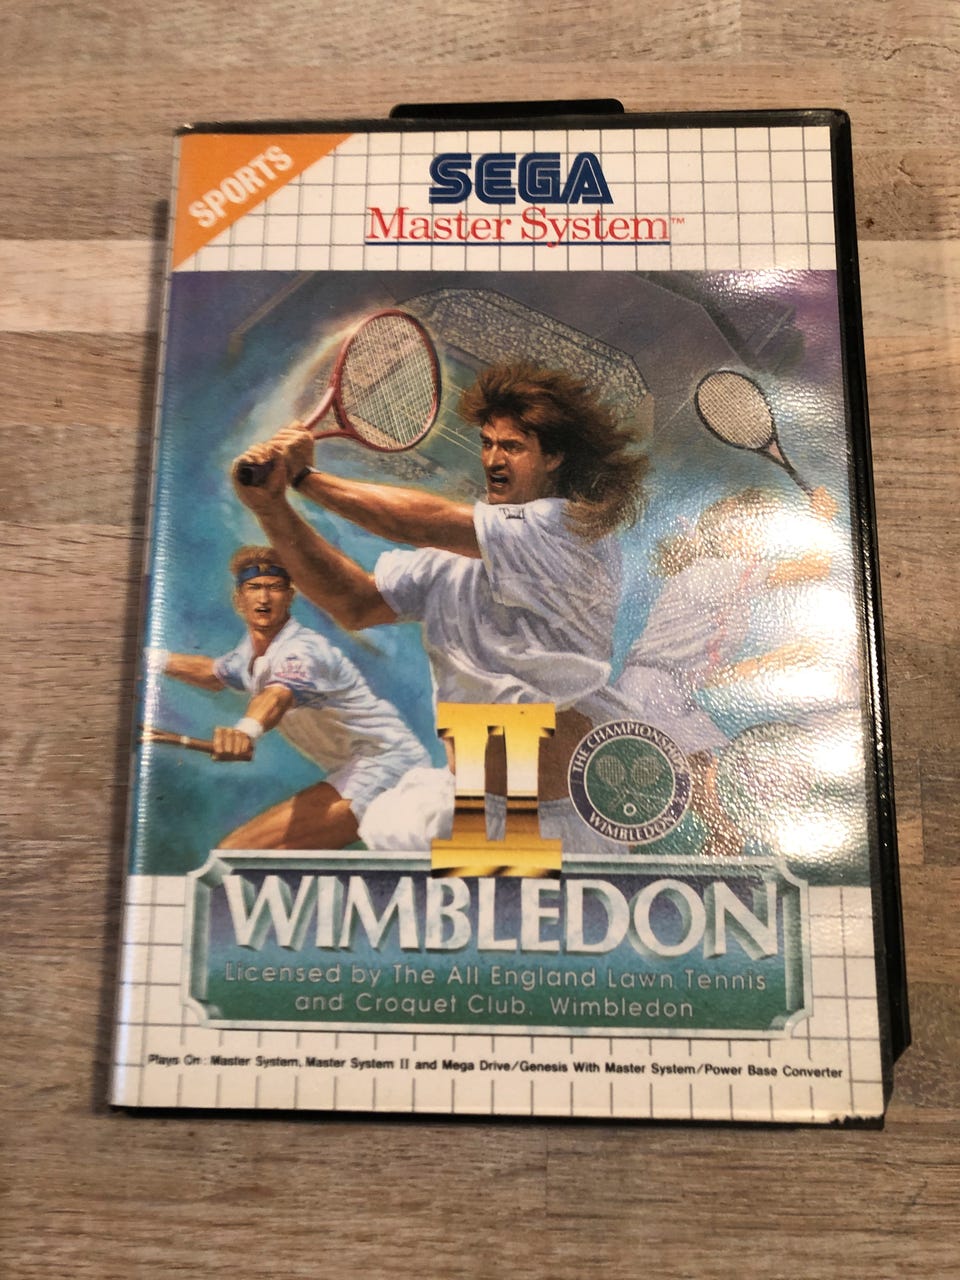 SPORTS
SEGA
Master System™
II
THE CHAMPIONSHIPS
WIMBLEDON
WIMBLEDON
Licensed by The All England Lawn Tennis
and Croquet Club, Wimbledon
Plays On : Master System, Master System II and Mega Drive/Genesis With Master System/Power Base Converter